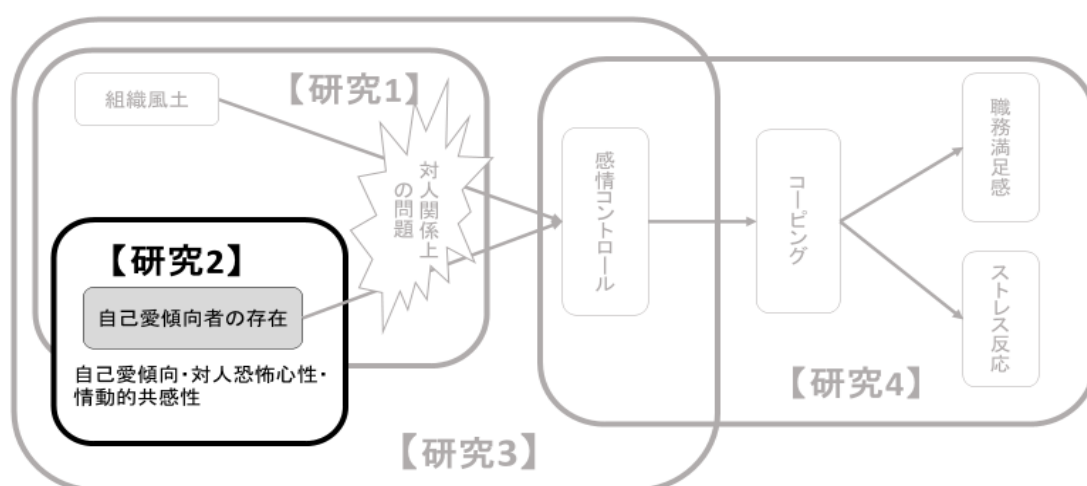 【研究1】
組織風土
対人関係上
の問題
【研究2】
自己愛傾向者の存在
自己愛傾向・対人恐怖心性・
情動的共感性
【研究3】
感情コントロール
コーピング
職務満足感
ストレス反応
【研究4】